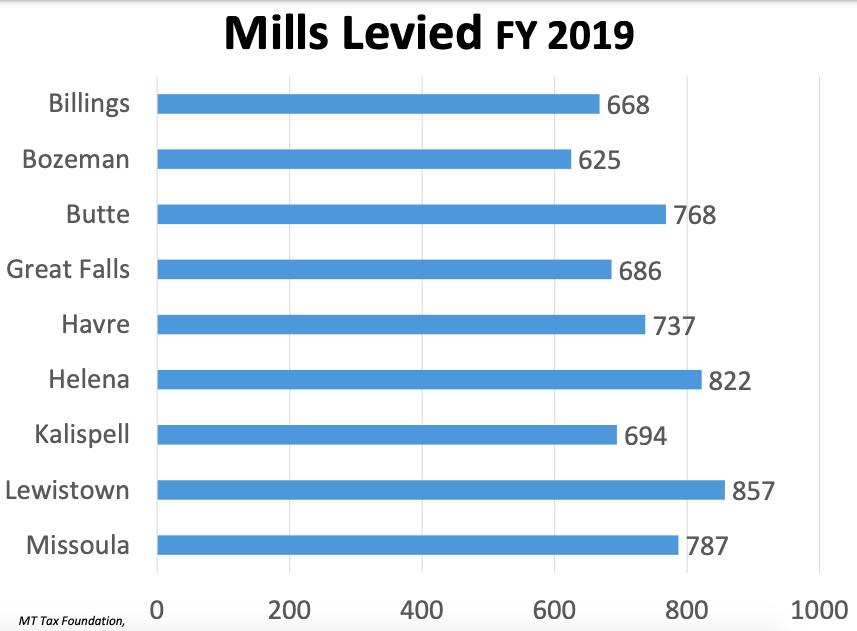 Mills Levied FY 2019
Billings 668
Bozeman 625
Butte 768
Great Falls 686
Havre 737
Helena 822
Kalispell 694
Lewistown 857
Missoula 787
0 200 400 600 800 1000
MT Tax Foundation,